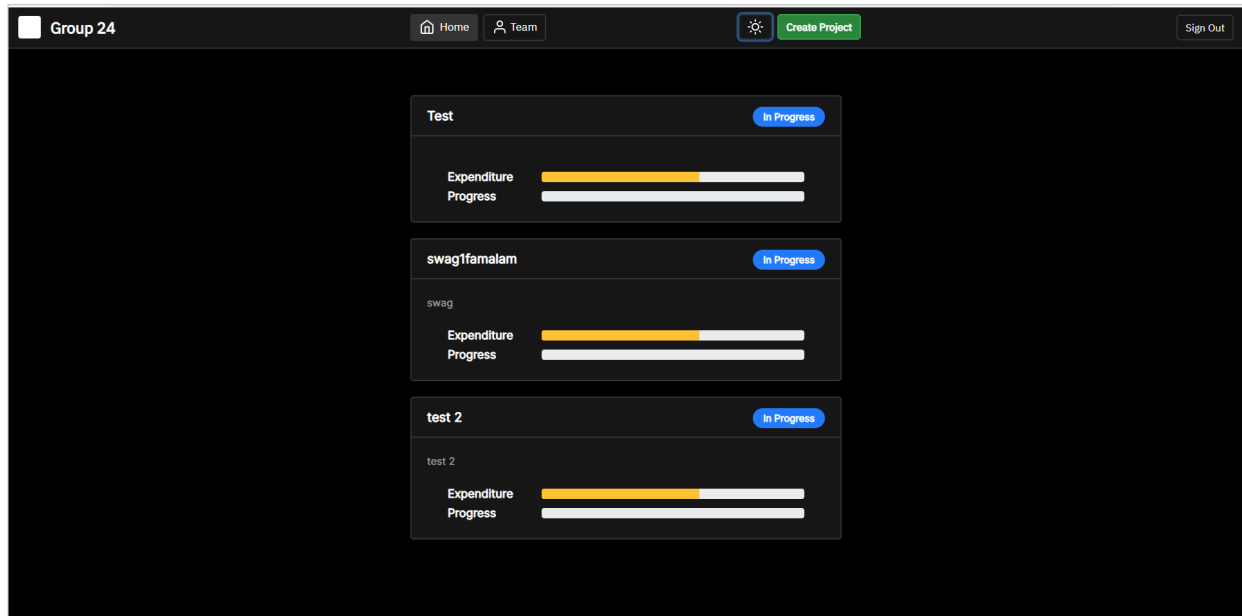 Group 24 Home Team Create Project Sign Out
Test In Progress
Expenditure
Progress
swag1famalam In Progress
swag
Expenditure
Progress
test 2 In Progress
test 2
Expenditure
Progress